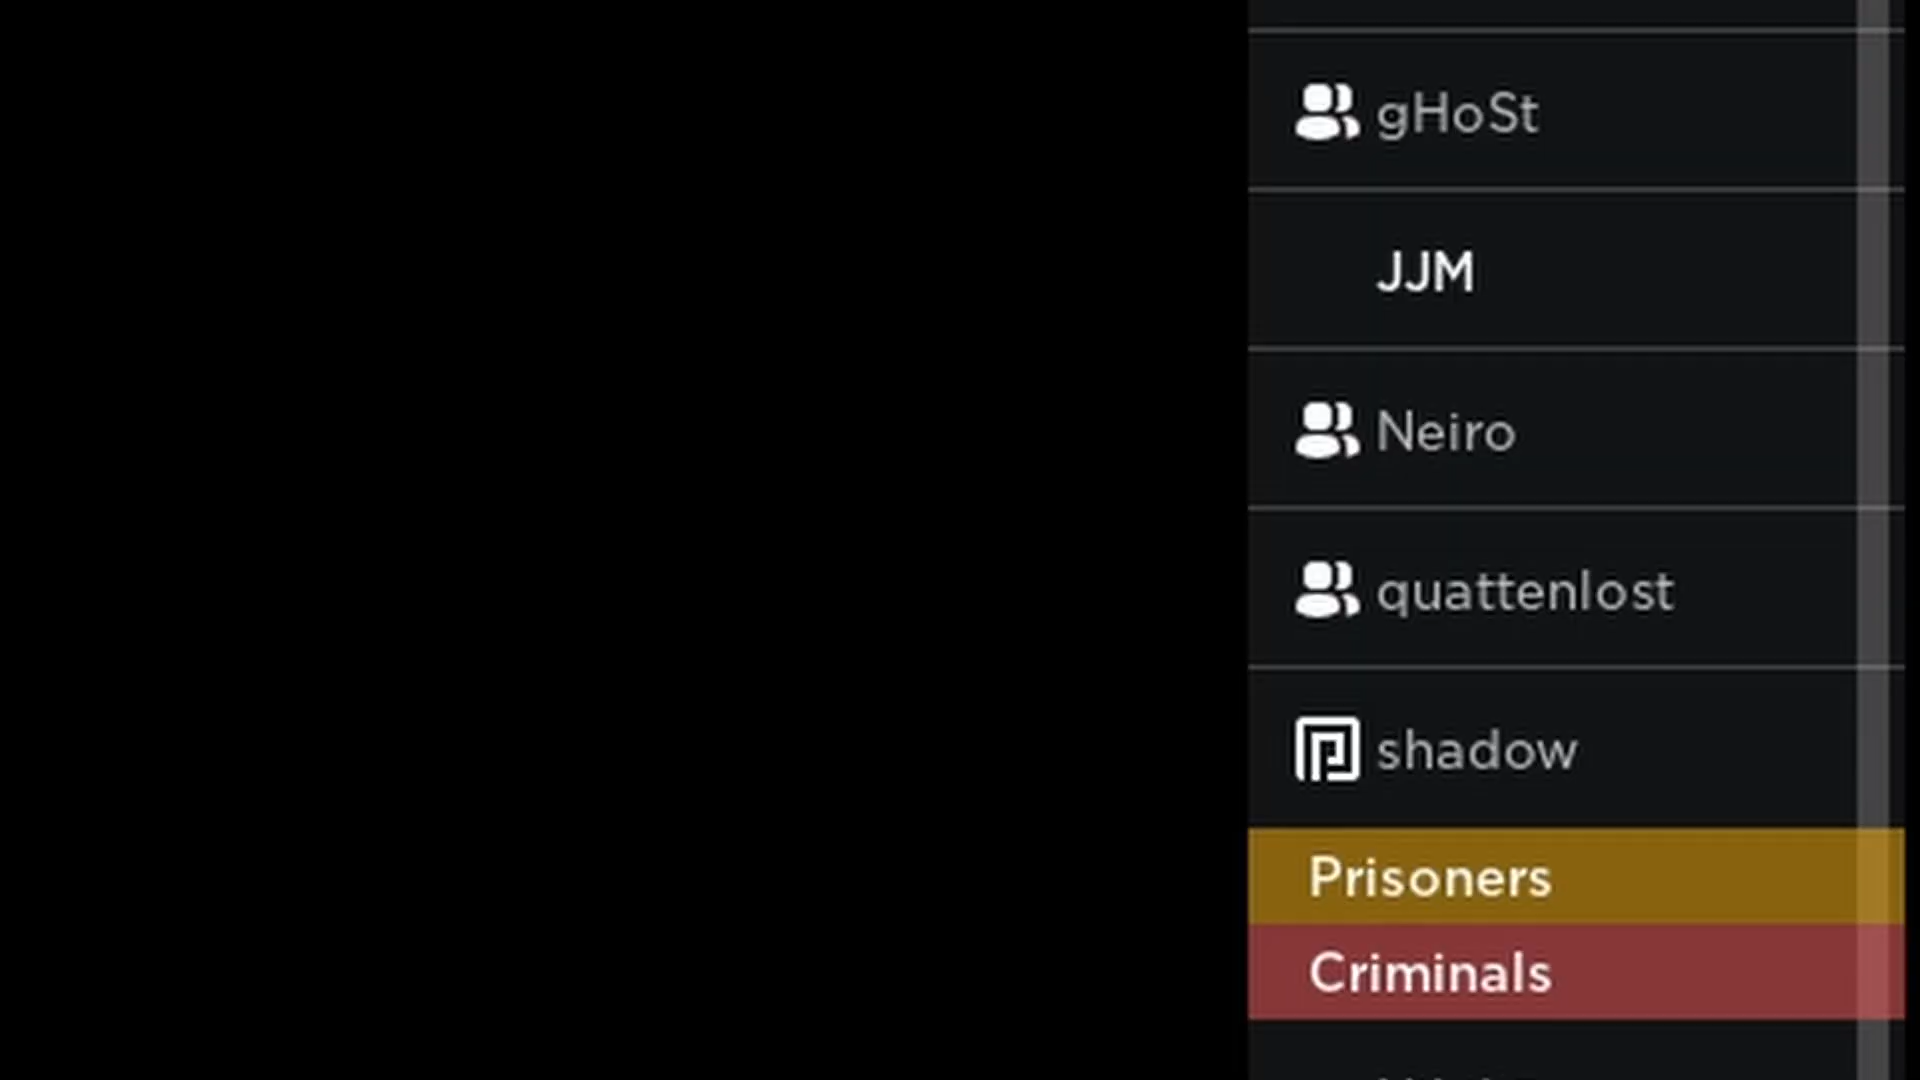 gHoSt
JJM
Neiro
quattenlost
shadow
Prisoners
Criminals